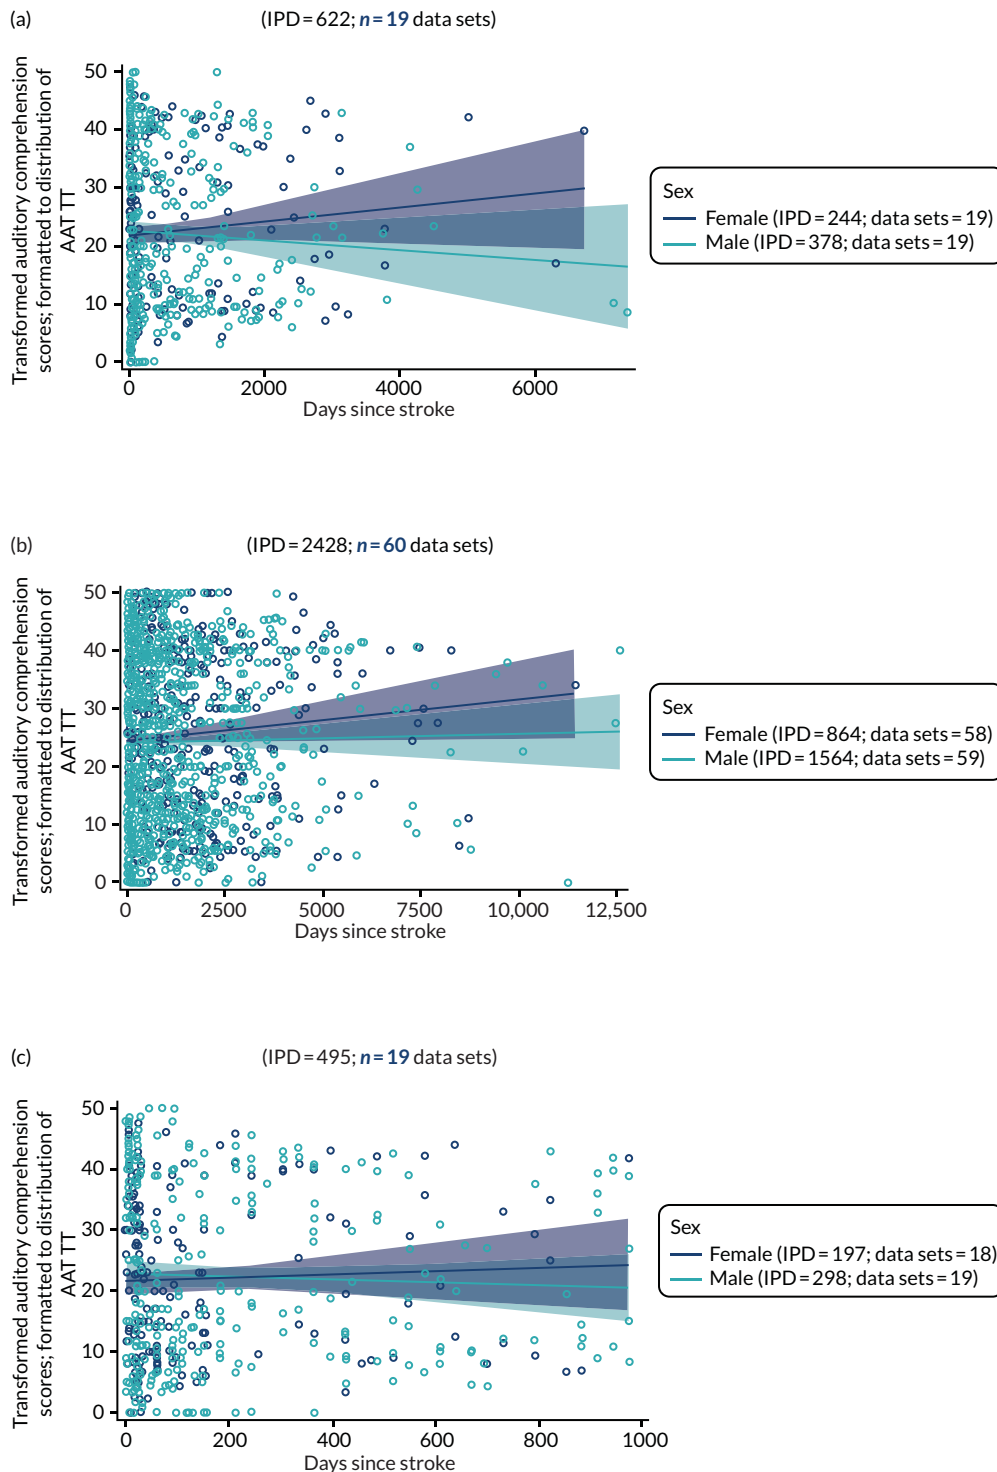 (a)
(IPD=622; n=19 data sets)
Transformed auditory comprehension
scores; formatted to distribution of
AAT TT
50
40
30
20
10
0
0
2000
4000
6000
Days since stroke
Sex
Female (IPD=244; data sets=19)
Male (IPD=378; data sets=19)
(b)
(IPD=2428; n=60 data sets)
Transformed auditory comprehension
scores; formatted to distribution of
AAT TT
50
40
30
20
10
0
0
2500
5000
7500
10,000
12,500
Days since stroke
Sex
Female (IPD=864; data sets=58)
Male (IPD=1564; data sets=59)
(c)
(IPD=495; n=19 data sets)
Transformed auditory comprehension
scores; formatted to distribution of
AAT TT
50
40
30
20
10
0
0
200
400
600
800
1000
Days since stroke
Sex
Female (IPD=197; data sets=18)
Male (IPD=298; data sets=19)